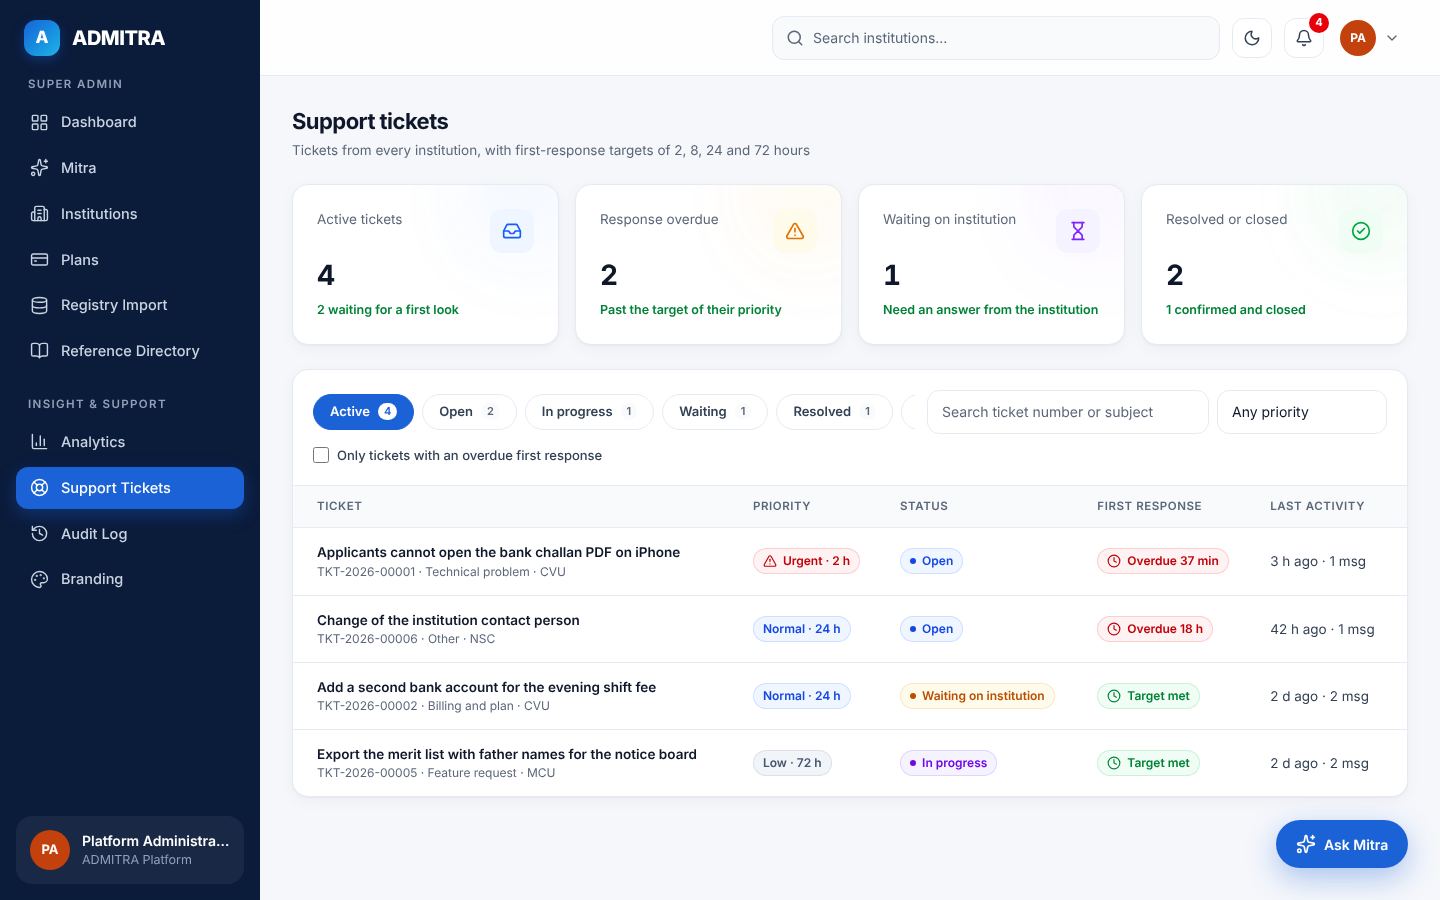 A ADMITRA
Search institutions...
4
PA
SUPER ADMIN
Dashboard
Mitra
Institutions
Plans
Registry Import
Reference Directory
INSIGHT & SUPPORT
Analytics
Support Tickets
Audit Log
Branding
PA
Platform Administra...
ADMITRA Platform
Support tickets
Tickets from every institution, with first-response targets of 2, 8, 24 and 72 hours
Active tickets
4
2 waiting for a first look
Response overdue
2
Past the target of their priority
Waiting on institution
1
Need an answer from the institution
Resolved or closed
2
1 confirmed and closed
Active 4 Open 2 In progress 1 Waiting 1 Resolved 1 Search ticket number or subject Any priority
Only tickets with an overdue first response
TICKET PRIORITY STATUS FIRST RESPONSE LAST ACTIVITY
Applicants cannot open the bank challan PDF on iPhone
TKT-2026-00001 · Technical problem · CVU
Urgent · 2 h Open Overdue 37 min 3 h ago · 1 msg
Change of the institution contact person
TKT-2026-00006 · Other · NSC
Normal · 24 h Open Overdue 18 h 42 h ago · 1 msg
Add a second bank account for the evening shift fee
TKT-2026-00002 · Billing and plan · CVU
Normal · 24 h Waiting on institution Target met 2 d ago · 2 msg
Export the merit list with father names for the notice board
TKT-2026-00005 · Feature request · MCU
Low · 72 h In progress Target met 2 d ago · 2 msg
Ask Mitra